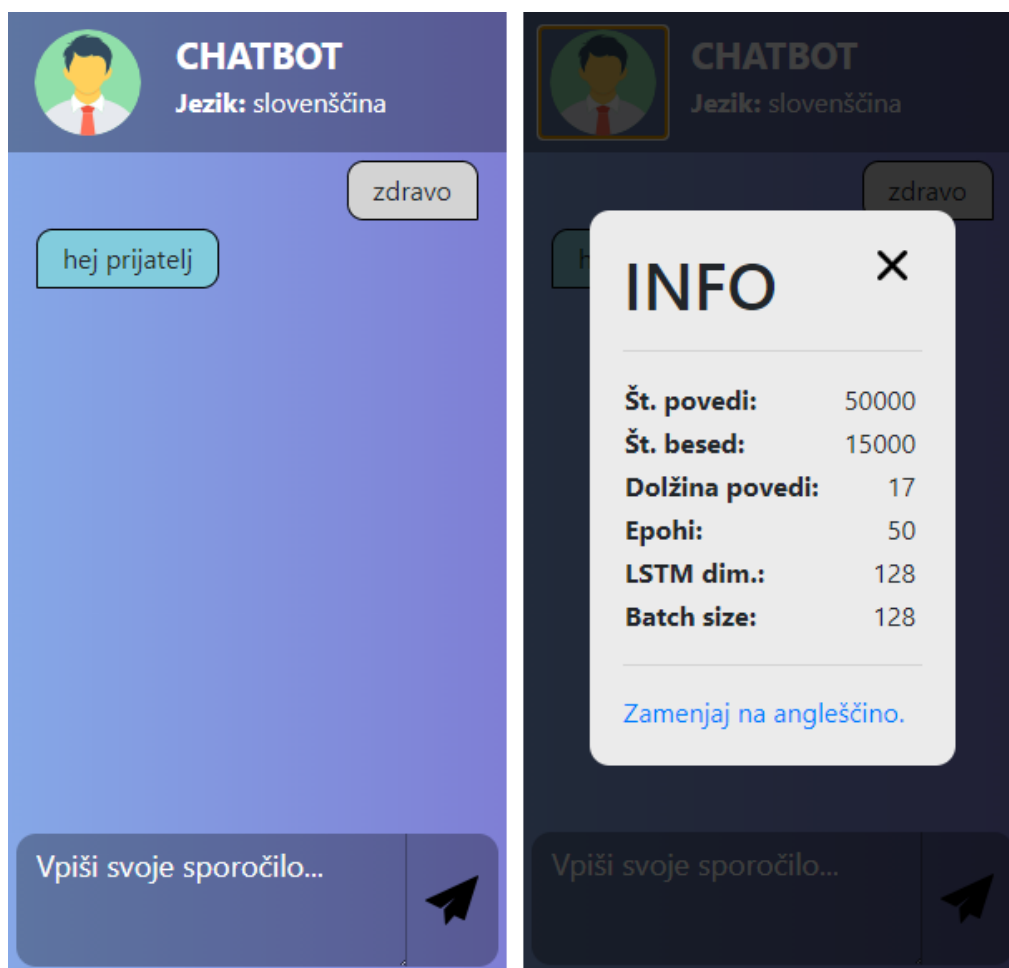 CHATBOT
Jezik: slovenščina
zdravo
hej prijatelj
Vpiši svoje sporočilo...
CHATBOT
Jezik: slovenščina
zdravo
h
INFO
Št. povedi: 50000
Št. besed: 15000
Dolžina povedi: 17
Epohi: 50
LSTM dim.: 128
Batch size: 128
Zamenjaj na angleščino.
Vpiši svoje sporočilo...